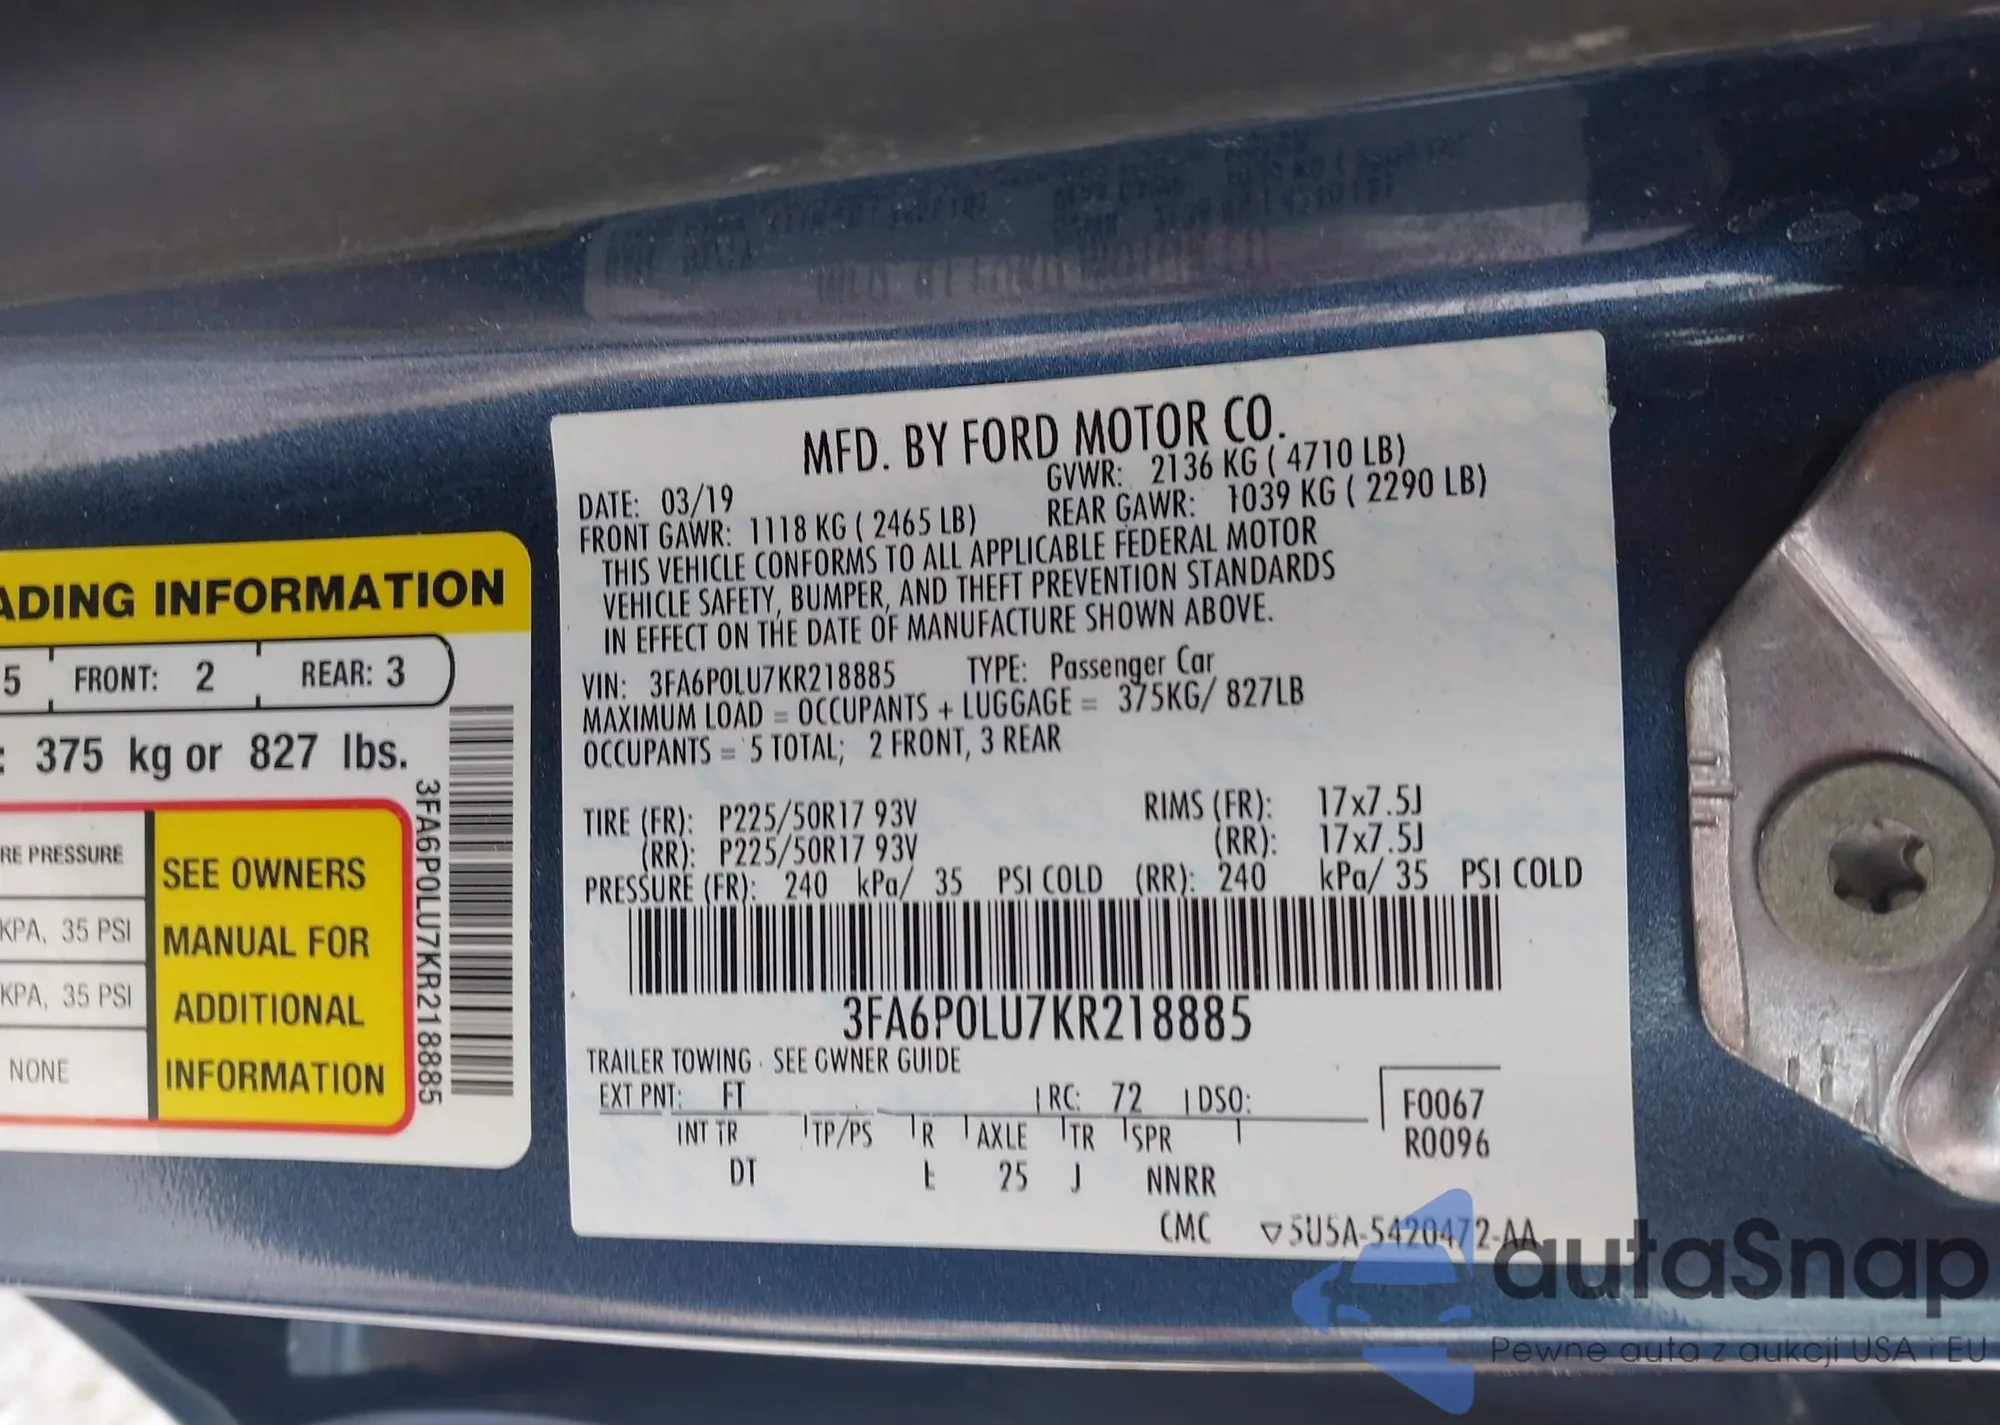 ADING INFORMATION
5 FRONT: 2 REAR: 3
: 375 kg or 827 lbs.
RE PRESSURE
KPA, 35 PSI
KPA, 35 PSI
NONE
SEE OWNERS
MANUAL FOR
ADDITIONAL
INFORMATION
3FA6P0LU7KR218885
MFD. BY FORD MOTOR CO.
DATE: 03/19 GVWR: 2136 KG ( 4710 LB)
FRONT GAWR: 1118 KG ( 2465 LB) REAR GAWR: 1039 KG ( 2290 LB)
THIS VEHICLE CONFORMS TO ALL APPLICABLE FEDERAL MOTOR
VEHICLE SAFETY, BUMPER, AND THEFT PREVENTION STANDARDS
IN EFFECT ON THE DATE OF MANUFACTURE SHOWN ABOVE.
VIN: 3FA6P0LU7KR218885 TYPE: Passenger Car
MAXIMUM LOAD = OCCUPANTS + LUGGAGE = 375KG/ 827LB
OCCUPANTS = 5 TOTAL; 2 FRONT, 3 REAR
TIRE (FR): P225/50R17 93V RIMS (FR): 17x7.5J
(RR): P225/50R17 93V (RR): 17x7.5J
PRESSURE (FR): 240 kPa/ 35 PSI COLD (RR): 240 kPa/ 35 PSI COLD
3FA6P0LU7KR218885
TRAILER TOWING - SEE OWNER GUIDE
EXT PNT: FT RC: 72 DSO:
F0067
R0096
INT TR TP/PS R AXLE TR SPR
DT 25 J NNRR
CMC ▽5U5A-5420472-AA
autaSnap
Pewne auta z aukcji USA i EU